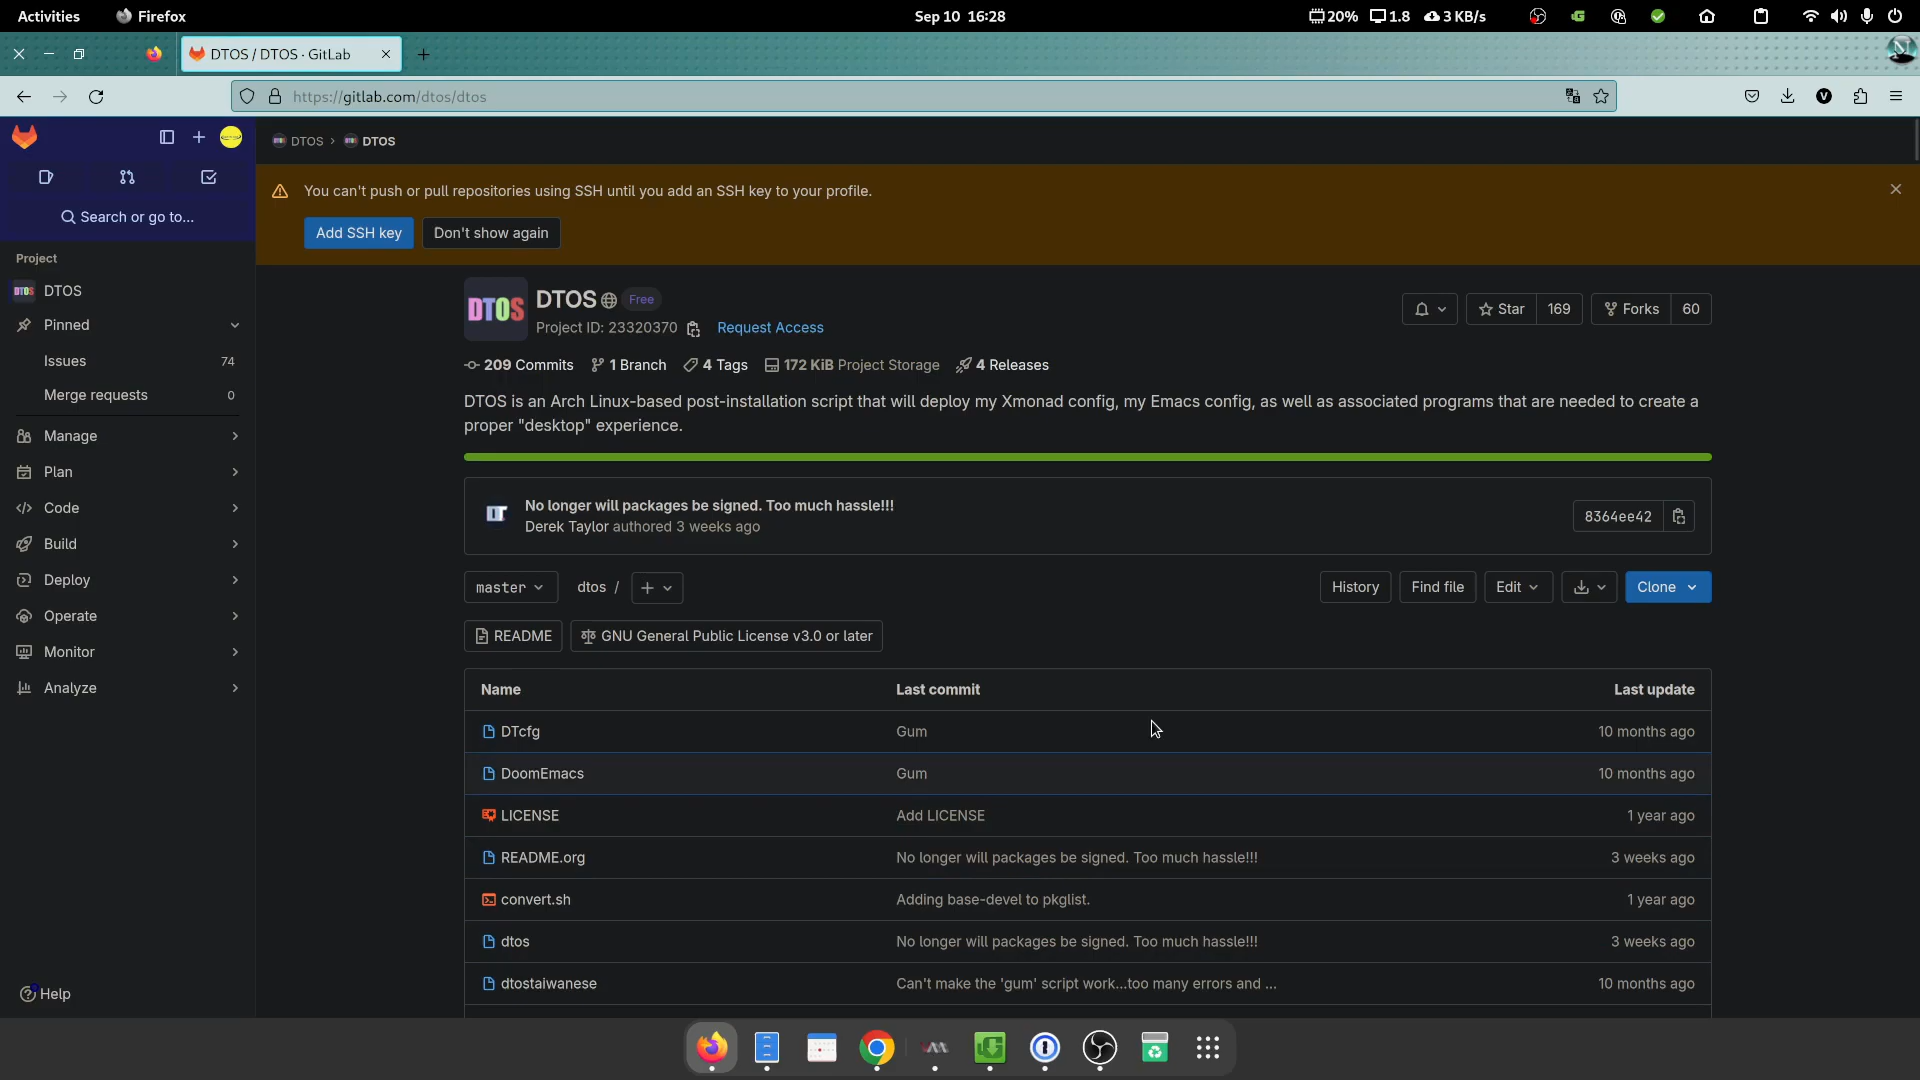 Activities
Firefox
Sep 10 16:28
20%
1.8
3 KB/s
DTOS / DTOS · GitLab
https://gitlab.com/dtos/dtos
DTOS › DTOS
You can't push or pull repositories using SSH until you add an SSH key to your profile.
Add SSH key
Don't show again
Search or go to...
Project
DTOS
Pinned
Issues 74
Merge requests 0
Manage
Plan
Code
Build
Deploy
Operate
Monitor
Analyze
Help
DTOS
DTOS Free
Project ID: 23320370 Request Access
Star 169
Forks 60
209 Commits 1 Branch 4 Tags 172 KiB Project Storage 4 Releases
DTOS is an Arch Linux-based post-installation script that will deploy my Xmonad config, my Emacs config, as well as associated programs that are needed to create a
proper "desktop" experience.
DT
No longer will packages be signed. Too much hassle!!!
Derek Taylor authored 3 weeks ago
8364ee42
master
dtos /
History
Find file
Edit
Clone
README
GNU General Public License v3.0 or later
Name Last commit Last update
DTcfg Gum 10 months ago
DoomEmacs Gum 10 months ago
LICENSE Add LICENSE 1 year ago
README.org No longer will packages be signed. Too much hassle!!! 3 weeks ago
convert.sh Adding base-devel to pkglist. 1 year ago
dtos No longer will packages be signed. Too much hassle!!! 3 weeks ago
dtostaiwanese Can't make the 'gum' script work...too many errors and ... 10 months ago